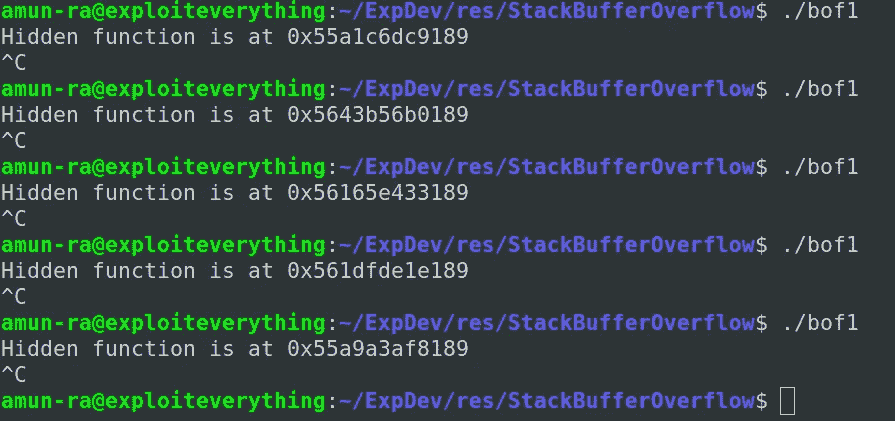 amun-ra@exploiteverything:~/ExpDev/res/StackBufferOverflow$ ./bof1
Hidden function is at 0x55a1c6dc9189
^C
amun-ra@exploiteverything:~/ExpDev/res/StackBufferOverflow$ ./bof1
Hidden function is at 0x5643b56b0189
^C
amun-ra@exploiteverything:~/ExpDev/res/StackBufferOverflow$ ./bof1
Hidden function is at 0x56165e433189
^C
amun-ra@exploiteverything:~/ExpDev/res/StackBufferOverflow$ ./bof1
Hidden function is at 0x561dfde1e189
^C
amun-ra@exploiteverything:~/ExpDev/res/StackBufferOverflow$ ./bof1
Hidden function is at 0x55a9a3af8189
^C
amun-ra@exploiteverything:~/ExpDev/res/StackBufferOverflow$